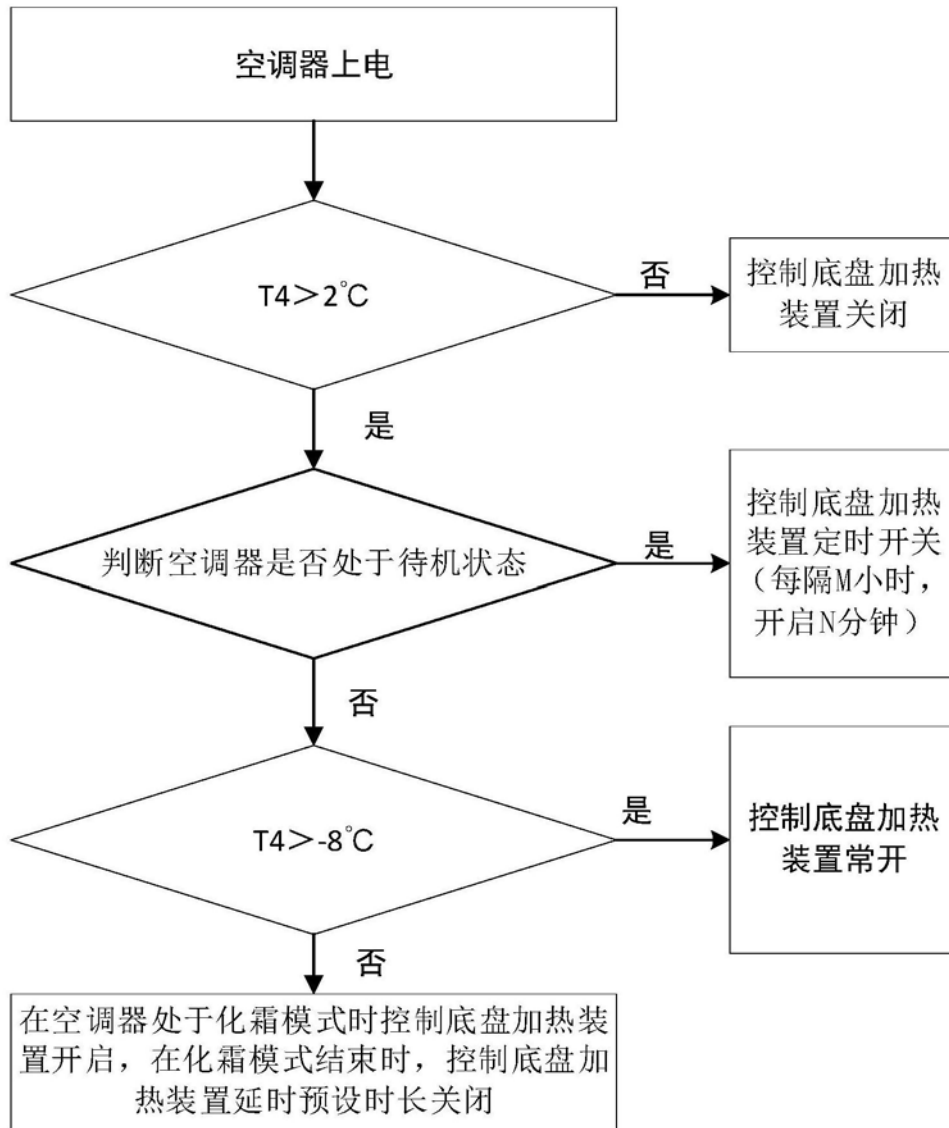 空调器上电
T4＞2℃
否
控制底盘加热
装置关闭
是
判断空调器是否处于待机状态
是
控制底盘加热
装置定时开关
（每隔M小时，
开启N分钟）
否
T4＞-8℃
是
控制底盘加热
装置常开
否
在空调器处于化霜模式时控制底盘加热装
置开启，在化霜模式结束时，控制底盘加
热装置延时预设时长关闭